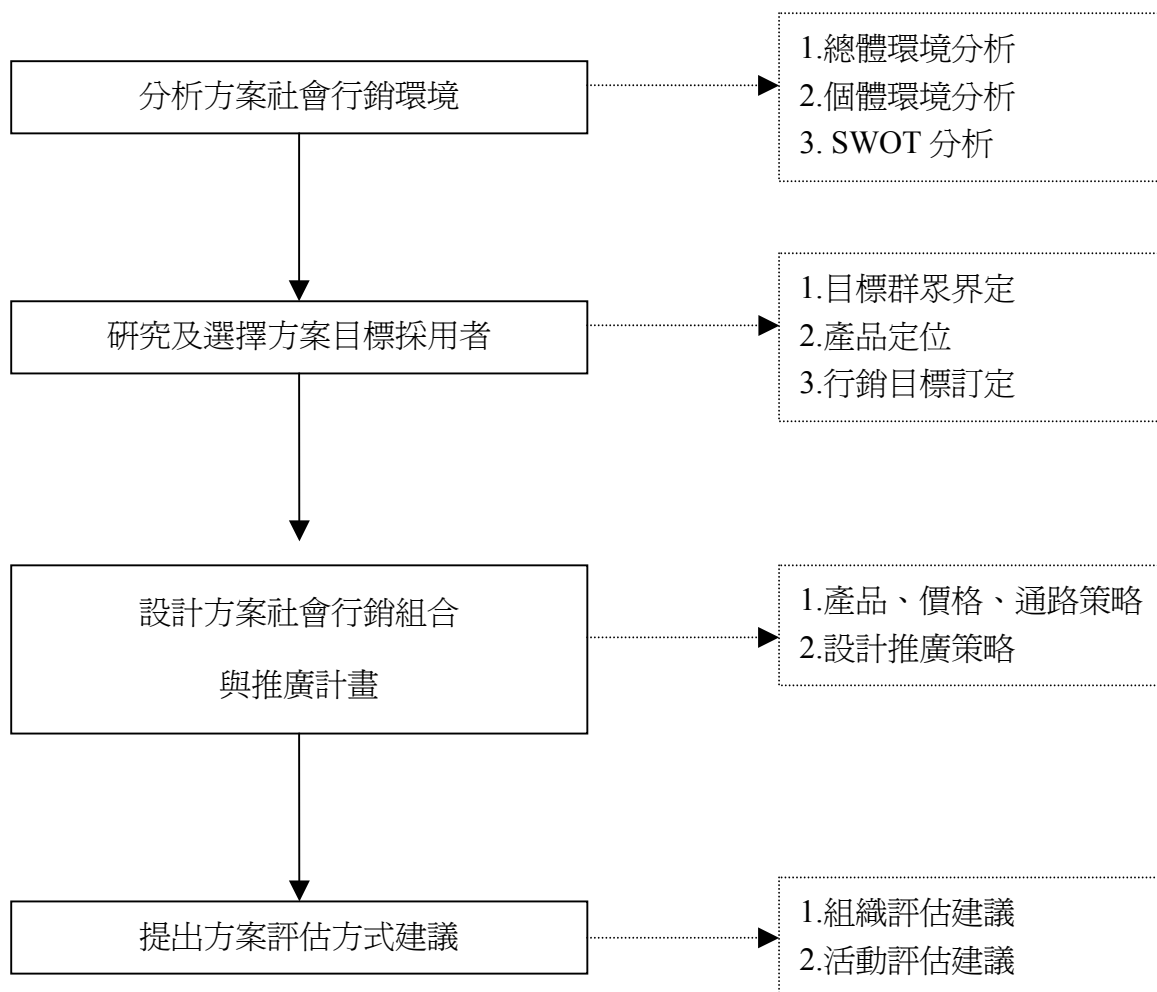 分析方案社會行銷環境
1.總體環境分析
2.個體環境分析
3. SWOT 分析
研究及選擇方案目標採用者
1.目標群眾界定
2.產品定位
3.行銷目標訂定
設計方案社會行銷組合
與推廣計畫
1.產品、價格、通路策略
2.設計推廣策略
提出方案評估方式建議
1.組織評估建議
2.活動評估建議